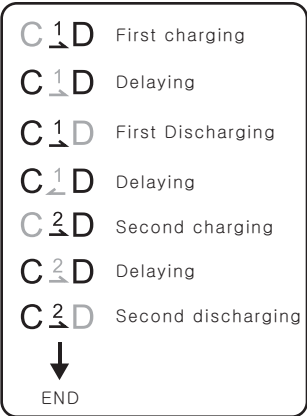 C 1 D First charging
C 1 D Delaying
C 1 D First Discharging
C 1 D Delaying
C 2 D Second charging
C 2 D Delaying
C 2 D Second discharging
END